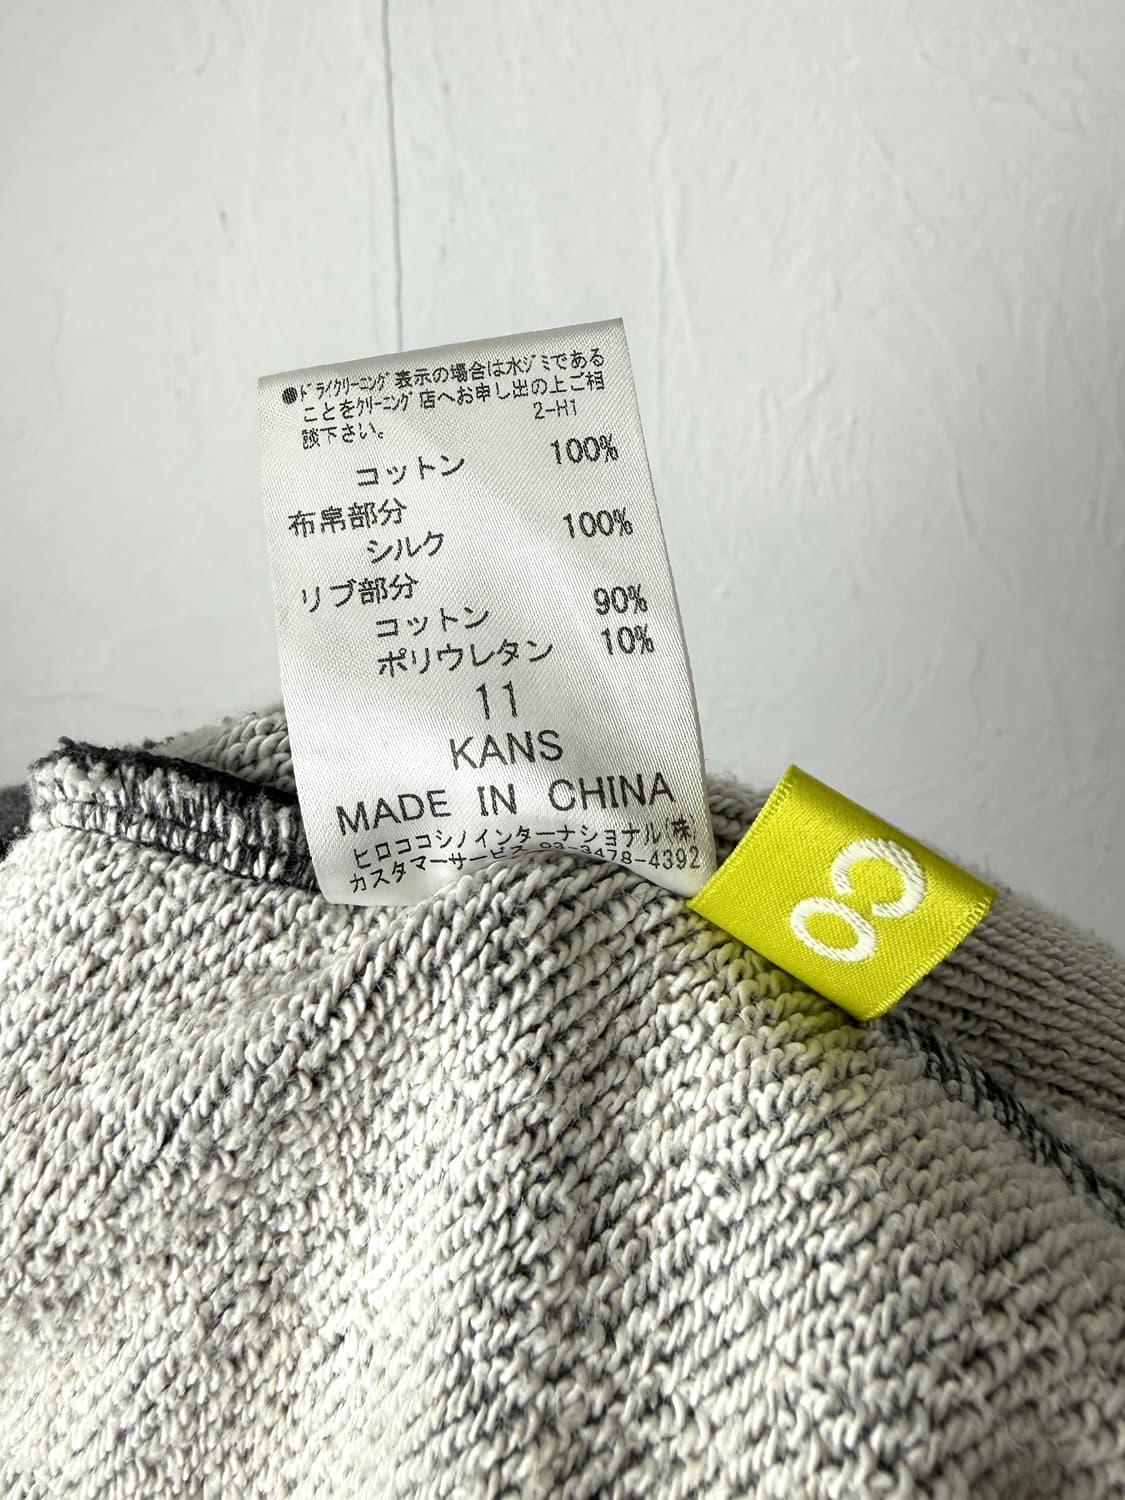 ●ドライクリーニング表示の場合は水ジミである
ことをクリーニング店へお申し出の上ご相
談下さい。 2-H1
コットン 100%
布帛部分
シルク 100%
リブ部分
コットン 90%
ポリウレタン 10%
11
KANS
MADE IN CHINA
ヒロココシノインターナショナル(株)
カスタマーサービス 03-3478-4392
CO